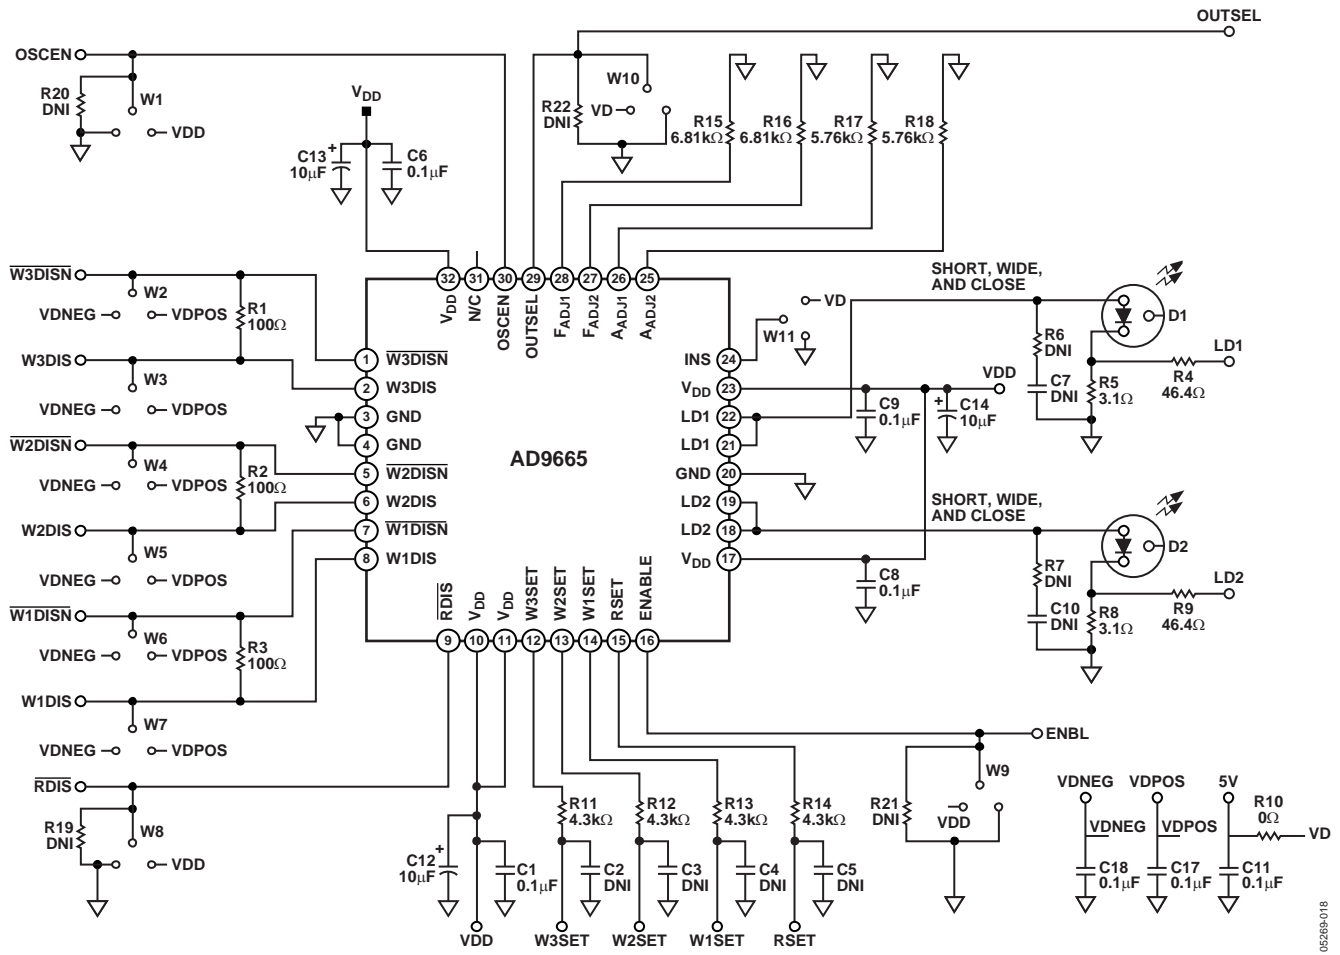 OUTSEL
OSCEN
R20
DNI
W1
VDD
VDD
C13
10µF
+
C6
0.1µF
W10
R22
DNI
VD
R15
6.81kΩ
R16
6.81kΩ
R17
5.76kΩ
R18
5.76kΩ
W3DISN
W2
VDNEG
VDPOS
R1
100Ω
W3DIS
W3
VDNEG
VDPOS
W2DISN
W4
VDNEG
VDPOS
R2
100Ω
W2DIS
W5
VDNEG
VDPOS
W1DISN
W6
VDNEG
VDPOS
R3
100Ω
W1DIS
W7
VDNEG
VDPOS
RDIS
R19
DNI
W8
VDD
32
31
30
29
28
27
26
25
VDD
N/C
OSCEN
OUTSEL
FADJ1
FADJ2
AADJ1
AADJ2
1
W3DISN
2
W3DIS
3
GND
4
GND
5
W2DISN
6
W2DIS
7
W1DISN
8
W1DIS
AD9665
INS
24
VDD
23
LD1
22
LD1
21
GND
20
LD2
19
LD2
18
VDD
17
RDIS
VDD
VDD
W3SET
W2SET
W1SET
RSET
ENABLE
9
10
11
12
13
14
15
16
VD
W11
VDD
C9
0.1µF
+
C14
10µF
C8
0.1µF
SHORT, WIDE,
AND CLOSE
R6
DNI
C7
DNI
R5
3.1Ω
D1
LD1
R4
46.4Ω
SHORT, WIDE,
AND CLOSE
R7
DNI
C10
DNI
R8
3.1Ω
D2
LD2
R9
46.4Ω
ENBL
W9
R21
DNI
VDD
+
C12
10µF
C1
0.1µF
R11
4.3kΩ
R12
4.3kΩ
R13
4.3kΩ
R14
4.3kΩ
C2
DNI
C3
DNI
C4
DNI
C5
DNI
VDD
W3SET
W2SET
W1SET
RSET
VDNEG
VDPOS
5V
R10
0Ω
VDNEG
VDPOS
VD
C18
0.1µF
C17
0.1µF
C11
0.1µF
05269-018